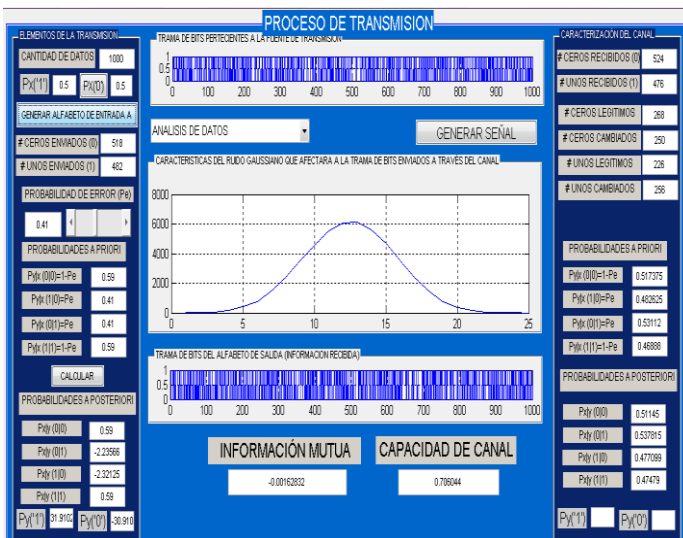 PROCESO DE TRANSMISION
ELEMENTOS DE LA TRANSMISION
CANTIDAD DE DATOS 1000
Px('1') 0.5 Px('0') 0.5
GENERAR ALFABETO DE ENTRADA A
# CEROS ENVIADOS (0) 518
# UNOS ENVIADOS (1) 482
PROBABILIDAD DE ERROR (Pe)
0.41
PROBABILIDADES A PRIORI
Py|x (0|0)=1-Pe 0.59
Py|x (1|0)=Pe 0.41
Py|x (0|1)=Pe 0.41
Py|x (1|1)=1-Pe 0.59
CALCULAR
PROBABILIDADES A POSTERIORI
Px|y (0|0) 0.59
Px|y (0|1) -2.23566
Px|y (1|0) -2.32125
Px|y (1|1) 0.59
Py('1') 31.9102 Py('0') -30.910
TRAMA DE BITS PERTECIENTES A LA FUENTE DE TRANSMISIÓN
1
0.5
0
0 100 200 300 400 500 600 700 800 900 1000
ANALISIS DE DATOS
GENERAR SEÑAL
CARACTERISTICAS DEL RUIDO GAUSSIANO QUE AFECTARA A LA TRAMA DE BITS ENVIADOS A TRAVÉS DEL CANAL
8000
6000
4000
2000
0
0 5 10 15 20 25
TRAMA DE BITS DEL ALFABETO DE SALIDA (INFORMACION RECIBIDA)
1
0.5
0
0 100 200 300 400 500 600 700 800 900 1000
INFORMACIÓN MUTUA
-0.00162832
CAPACIDAD DE CANAL
0.706044
CARACTERIZACIÓN DEL CANAL
# CEROS RECIBIDOS (0) 524
# UNOS RECIBIDOS (1) 476
# CEROS LEGITIMOS 268
# CEROS CAMBIADOS 250
# UNOS LEGITIMOS 226
# UNOS CAMBIADOS 256
PROBABILIDADES A PRIORI
Py|x (0|0)=1-Pe 0.517375
Py|x (1|0)=Pe 0.482625
Py|x (0|1)=Pe 0.53112
Py|x (1|1)=1-Pe 0.46888
PROBABILIDADES A POSTERIORI
Px|y (0|0) 0.51145
Px|y (0|1) 0.537815
Px|y (1|0) 0.477099
Px|y (1|1) 0.47479
Py('1') Py('0')